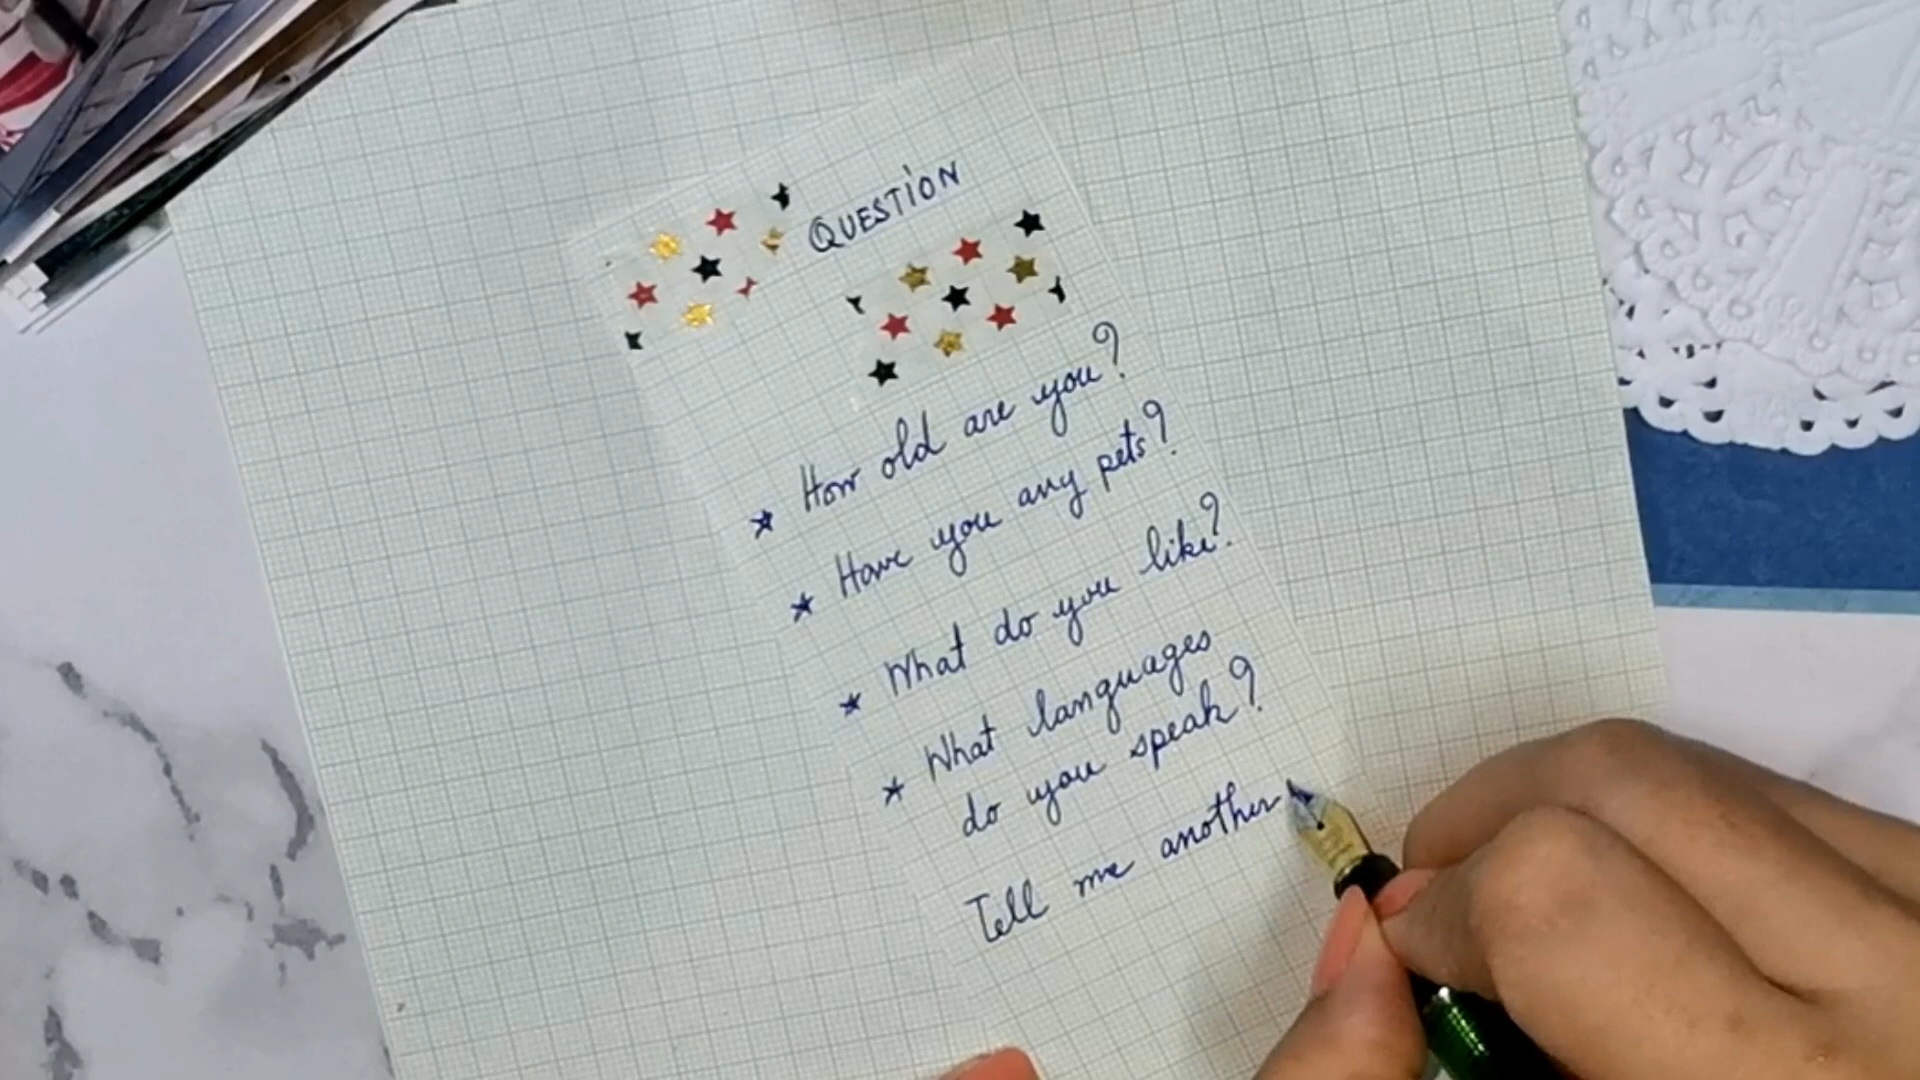 QUESTION
How old are you?
Have you any pets?
What do you like?
What languages
do you speak?
Tell me another